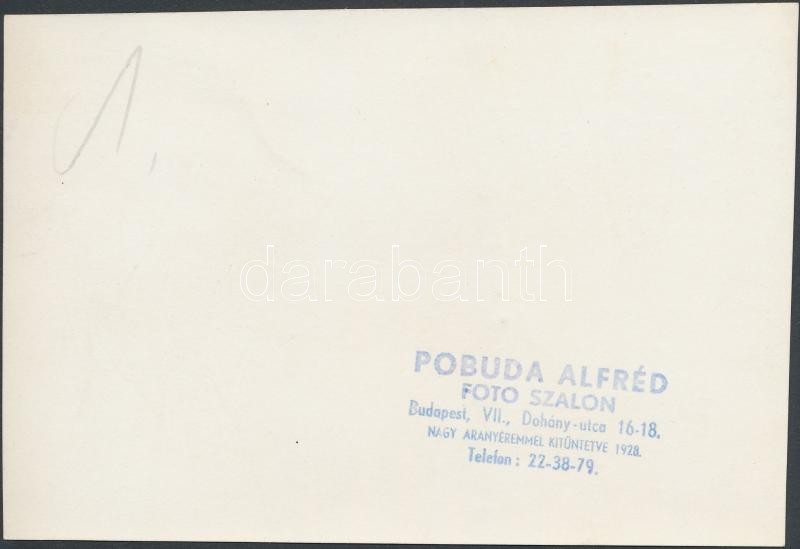 1.
darabanth
POBUDA ALFRÉD
FOTO SZALON
Budapest, VII., Dohány-utca 16-18.
NAGY ARANYÉREMMEL KITÜNTETVE 1928.
Telefon: 22-38-79.